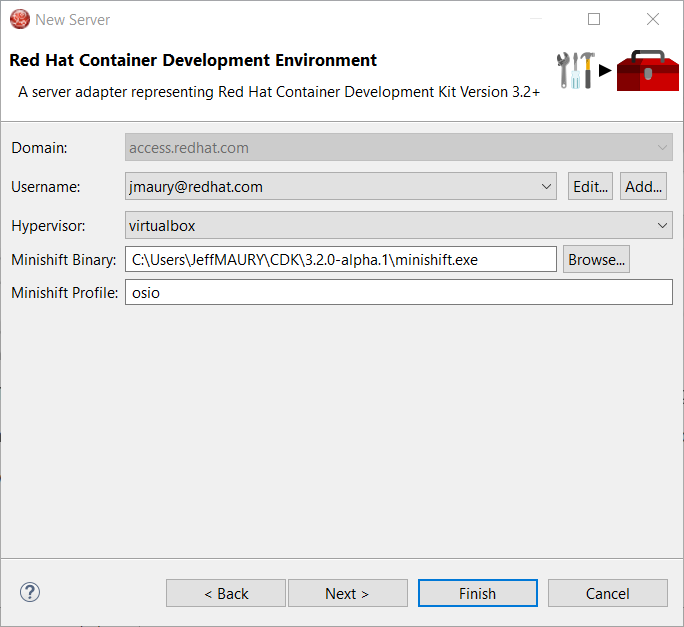 New Server
Red Hat Container Development Environment
A server adapter representing Red Hat Container Development Kit Version 3.2+
Domain: access.redhat.com
Username: jmaury@redhat.com Edit... Add...
Hypervisor: virtualbox
Minishift Binary: C:\Users\JeffMAURY\CDK\3.2.0-alpha.1\minishift.exe Browse...
Minishift Profile: osio
? < Back Next > Finish Cancel